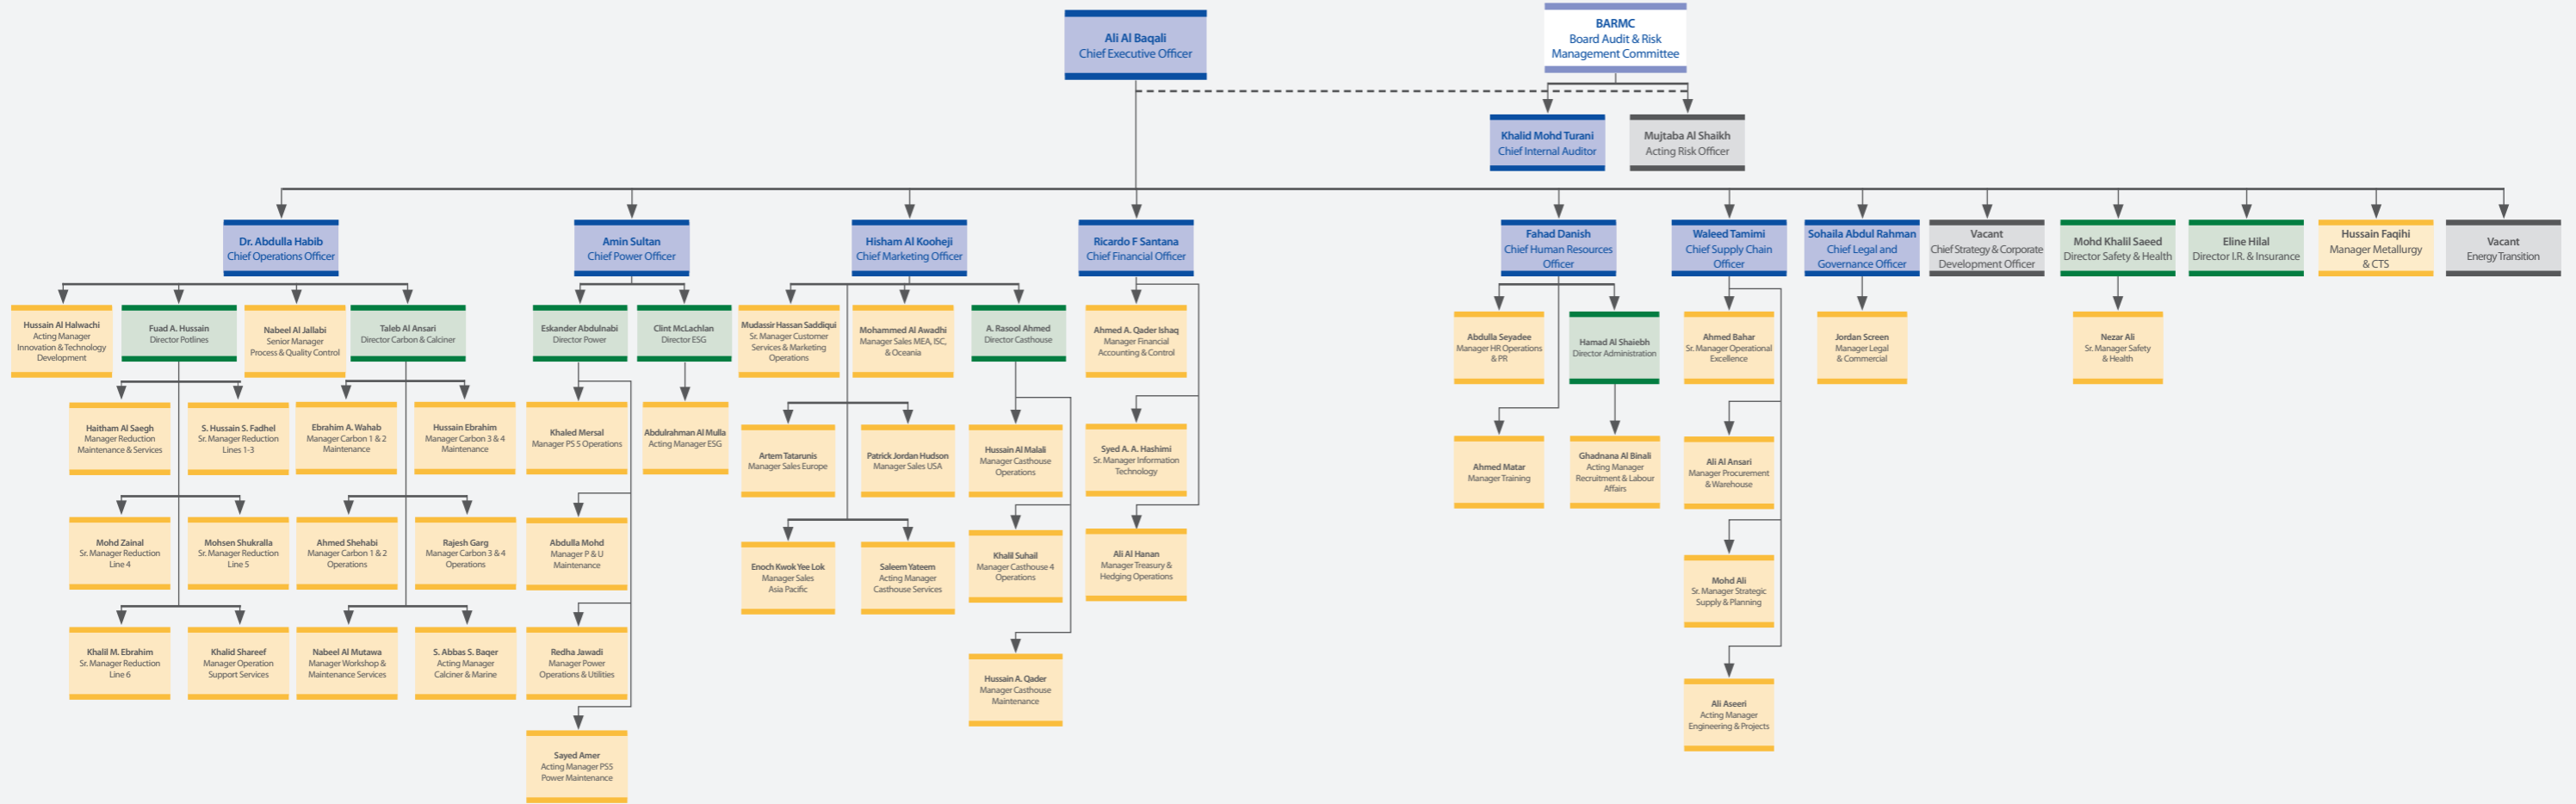 Ali Al Baqali
Chief Executive Officer
BARMC
Board Audit & Risk
Management Committee
Khalid Mohd Turani
Chief Internal Auditor
Mujtaba Al Shaikh
Acting Risk Officer
Dr. Abdulla Habib
Chief Operations Officer
Amin Sultan
Chief Power Officer
Hisham Al Kooheji
Chief Marketing Officer
Ricardo F Santana
Chief Financial Officer
Fahad Danish
Chief Human Resources
Officer
Waleed Tamimi
Chief Supply Chain
Officer
Sohaila Abdul Rahman
Chief Legal and
Governance Officer
Vacant
Chief Strategy & Corporate
Development Officer
Mohd Khalil Saeed
Director Safety & Health
Eline Hilal
Director I.R. & Insurance
Hussain Faqihi
Manager Metallurgy
& CTS
Vacant
Energy Transition
Hussain Al Halwachi
Acting Manager
Innovation & Technology
Development
Fuad A. Hussain
Director Potlines
Nabeel Al Jallabi
Senior Manager
Process & Quality Control
Taleb Al Ansari
Director Carbon & Calciner
Eskander Abdulnabi
Director Power
Clint McLachlan
Director ESG
Mudassir Hassan Saddiqui
Sr. Manager Customer
Services & Marketing
Operations
Mohammed Al Awadhi
Manager Sales MEA, ISC,
& Oceania
A. Rasool Ahmed
Director Casthouse
Ahmed A. Qader Ishaq
Manager Financial
Accounting & Control
Abdulla Seyadee
Manager HR Operations
& PR
Hamad Al Shaiebh
Director Administration
Ahmed Bahar
Sr. Manager Operational
Excellence
Jordan Screen
Manager Legal
& Commercial
Nezar Ali
Sr. Manager Safety
& Health
Haitham Al Saegh
Manager Reduction
Maintenance & Services
S. Hussain S. Fadhel
Sr. Manager Reduction
Lines 1-3
Ebrahim A. Wahab
Manager Carbon 1 & 2
Maintenance
Hussain Ebrahim
Manager Carbon 3 & 4
Maintenance
Khaled Mersal
Manager PS 5 Operations
Abdulrahman Al Mulla
Acting Manager ESG
Artem Tatarunis
Manager Sales Europe
Patrick Jordan Hudson
Manager Sales USA
Hussain Al Malali
Manager Casthouse
Operations
Syed A. A. Hashimi
Sr. Manager Information
Technology
Ahmed Matar
Manager Training
Ghadnana Al Binali
Acting Manager
Recruitment & Labour
Affairs
Ali Al Ansari
Manager Procurement
& Warehouse
Mohd Zainal
Sr. Manager Reduction
Line 4
Mohsen Shukralla
Sr. Manager Reduction
Line 5
Ahmed Shehabi
Manager Carbon 1 & 2
Operations
Rajesh Garg
Manager Carbon 3 & 4
Operations
Abdulla Mohd
Manager P & U
Maintenance
Enoch Kwok Yee Lok
Manager Sales
Asia Pacific
Saleem Yateem
Acting Manager
Casthouse Services
Khalil Suhail
Manager Casthouse 4
Operations
Ali Al Hanan
Manager Treasury &
Hedging Operations
Mohd Ali
Sr. Manager Strategic
Supply & Planning
Khalil M. Ebrahim
Sr. Manager Reduction
Line 6
Khalid Shareef
Manager Operation
Support Services
Nabeel Al Mutawa
Manager Workshop &
Maintenance Services
S. Abbas S. Baqer
Acting Manager
Calciner & Marine
Redha Jawadi
Manager Power
Operations & Utilities
Hussain A. Qader
Manager Casthouse
Maintenance
Ali Aseeri
Acting Manager
Engineering & Projects
Sayed Amer
Acting Manager PS5
Power Maintenance